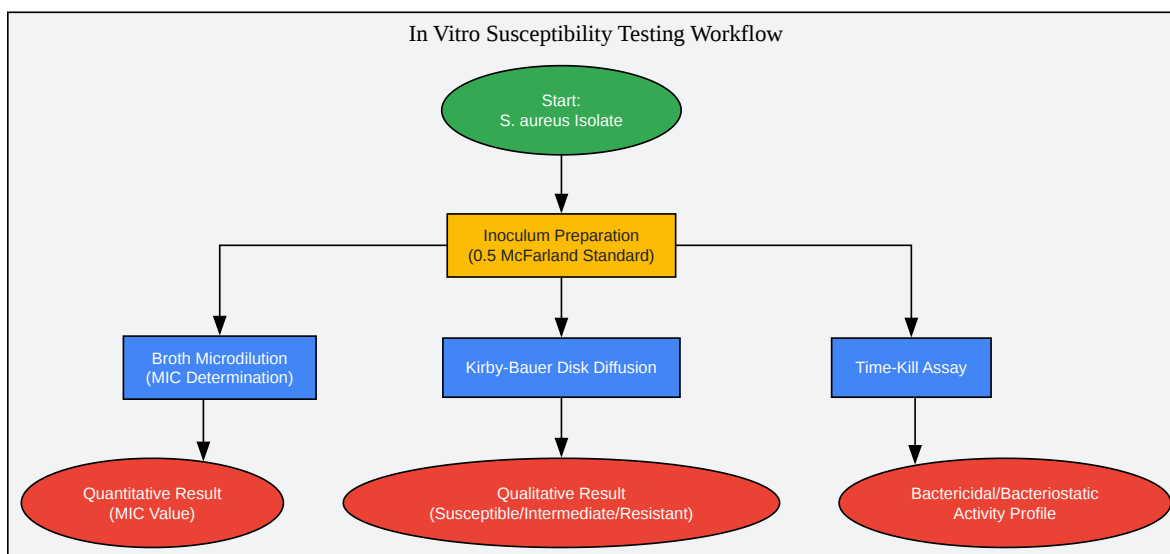 In Vitro Susceptibility Testing Workflow
Start:
S. aureus Isolate
Inoculum Preparation
(0.5 McFarland Standard)
Broth Microdilution
(MIC Determination)
Kirby-Bauer Disk Diffusion
Time-Kill Assay
Quantitative Result
(MIC Value)
Qualitative Result
(Susceptible/Intermediate/Resistant)
Bactericidal/Bacteriostatic
Activity Profile